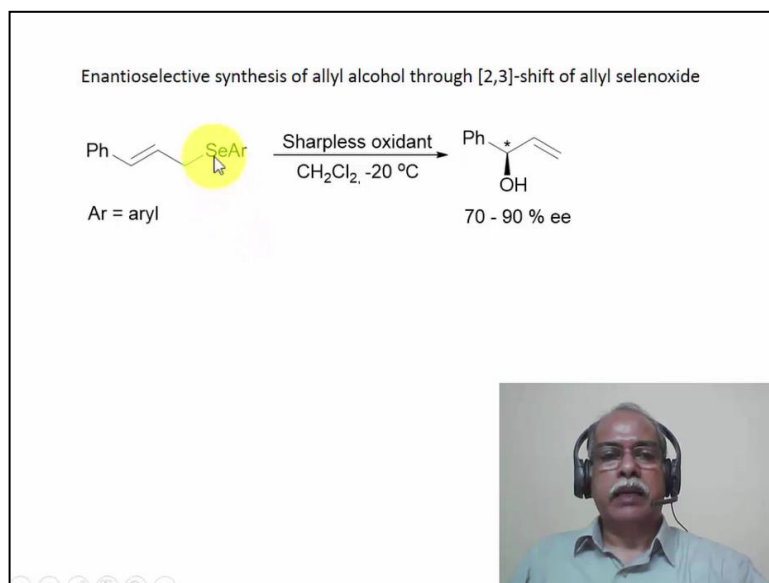 Enantioselective synthesis of allyl alcohol through [2,3]-shift of allyl selenoxide
Ph SeAr
Sharpless oxidant
CH2Cl2, -20 °C
Ph *
OH
Ar = aryl
70 - 90 % ee